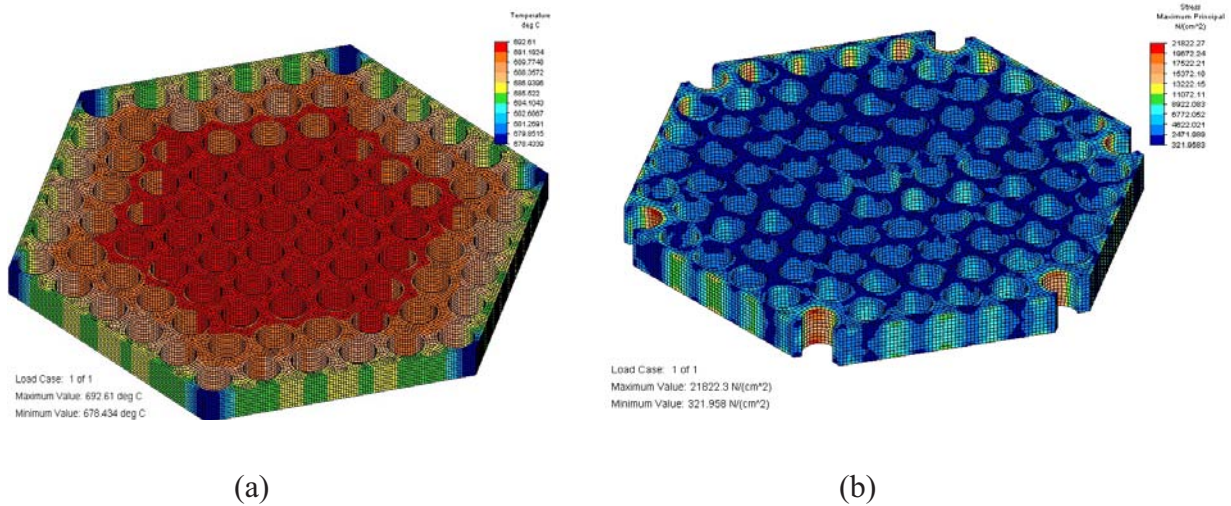 Temperature
deg C
692.61
691.1924
689.7748
688.3572
686.9396
685.522
684.1043
682.6867
681.2691
679.8515
678.4339
Load Case: 1 of 1
Maximum Value: 692.61 deg C
Minimum Value: 678.434 deg C
(a)
Stress
Maximum Principal
N/(cm^2)
21822.27
19672.24
17522.21
15372.18
13222.15
11072.11
8922.083
6772.052
4622.021
2471.989
321.9583
Load Case: 1 of 1
Maximum Value: 21822.3 N/(cm^2)
Minimum Value: 321.958 N/(cm^2)
(b)